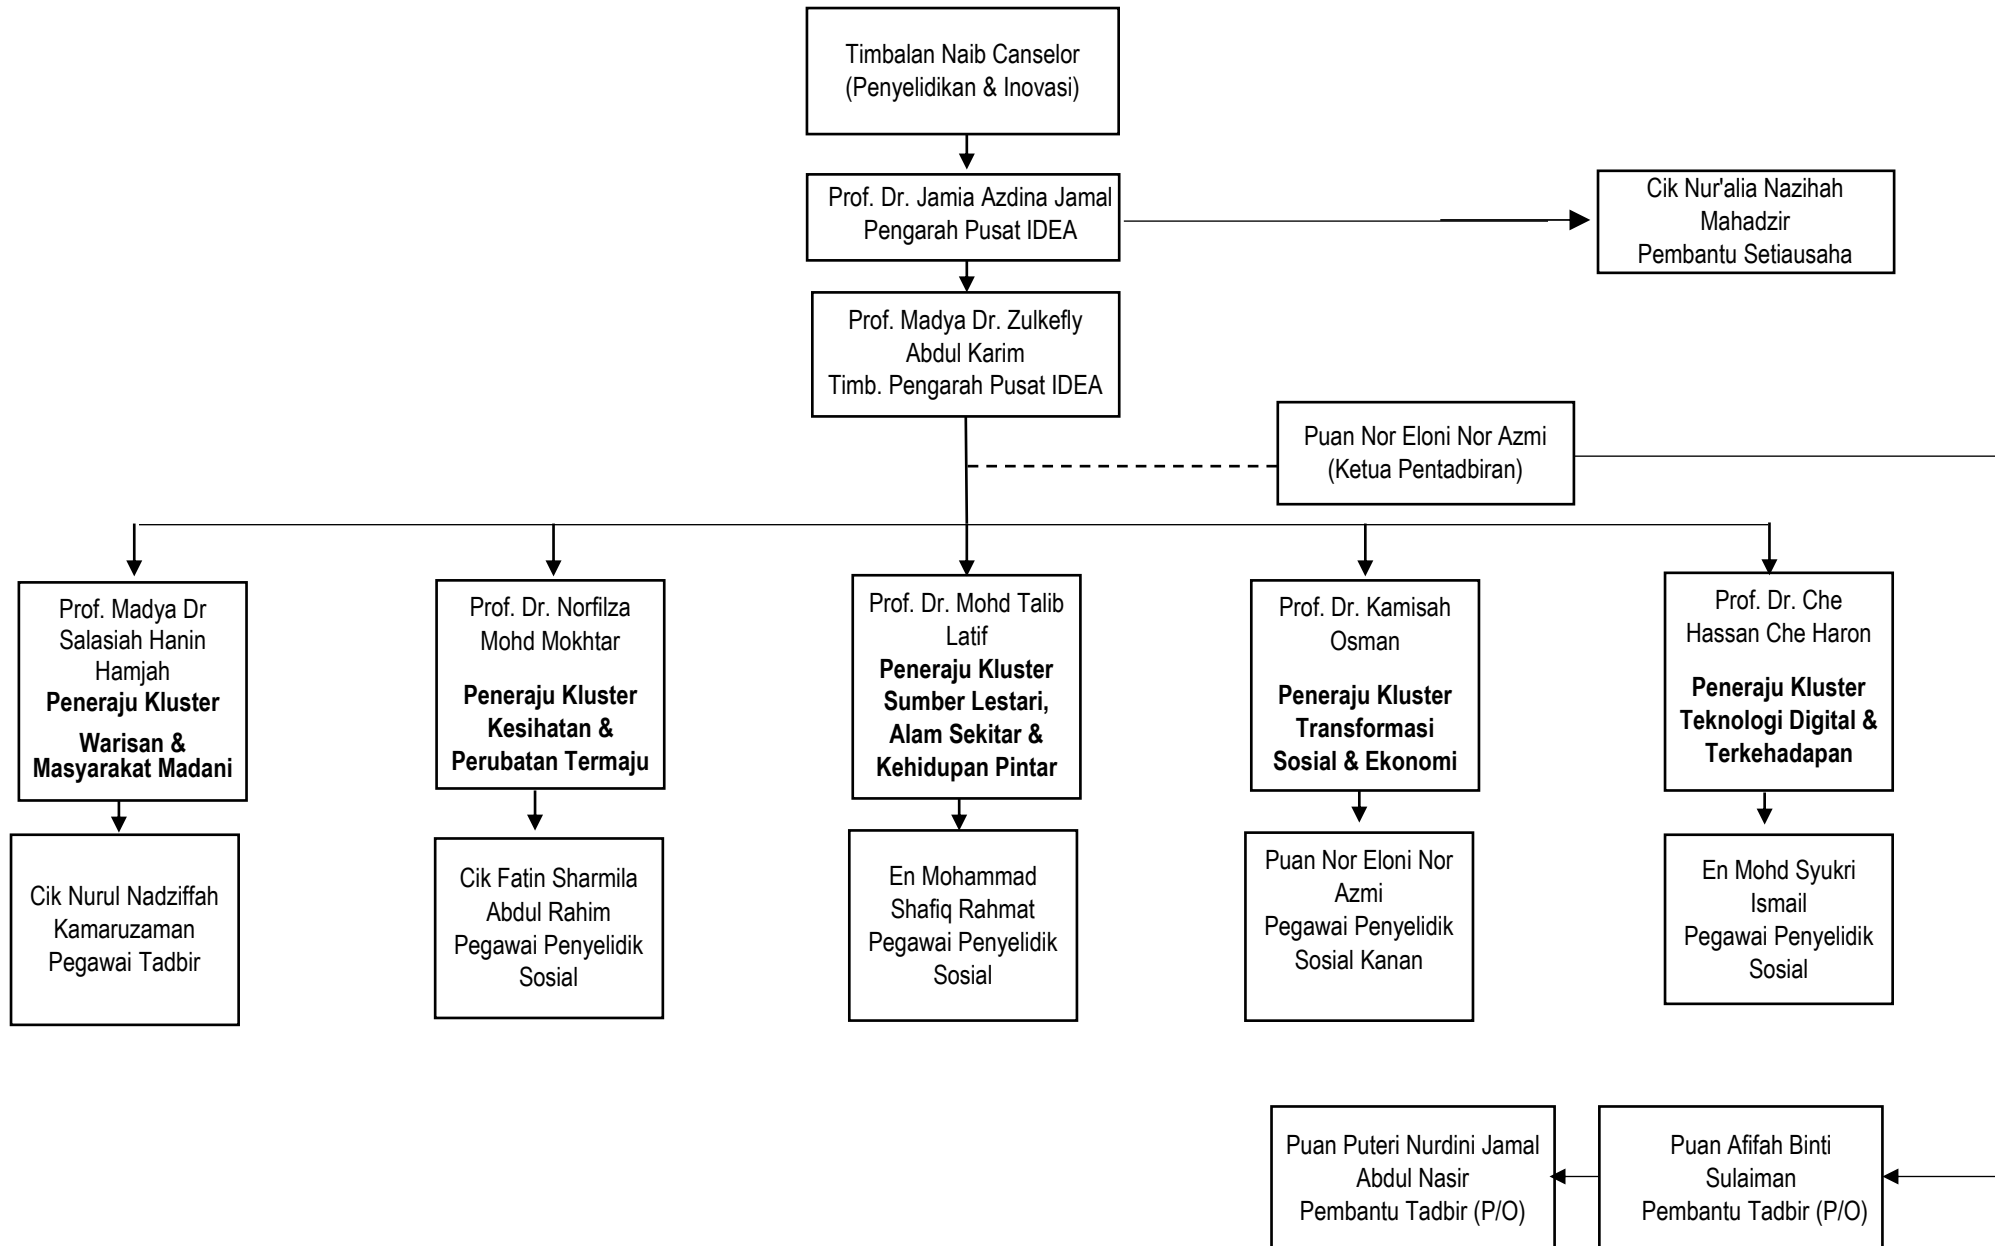 Timbalan Naib Canselor
(Penyelidikan & Inovasi)
Prof. Dr. Jamia Azdina Jamal
Pengarah Pusat IDEA
Cik Nur'alia Nazihah
Mahadzir
Pembantu Setiausaha
Prof. Madya Dr. Zulkefly
Abdul Karim
Timb. Pengarah Pusat IDEA
Puan Nor Eloni Nor Azmi
(Ketua Pentadbiran)
Prof. Madya Dr
Salasiah Hanin
Hamjah
Peneraju Kluster
Warisan &
Masyarakat Madani
Prof. Dr. Norfilza
Mohd Mokhtar
Peneraju Kluster
Kesihatan &
Perubatan Termaju
Prof. Dr. Mohd Talib
Latif
Peneraju Kluster
Sumber Lestari,
Alam Sekitar &
Kehidupan Pintar
Prof. Dr. Kamisah
Osman
Peneraju Kluster
Transformasi
Sosial & Ekonomi
Prof. Dr. Che
Hassan Che Haron
Peneraju Kluster
Teknologi Digital &
Terkehadapan
Cik Nurul Nadziffah
Kamaruzaman
Pegawai Tadbir
Cik Fatin Sharmila
Abdul Rahim
Pegawai Penyelidik
Sosial
En Mohammad
Shafiq Rahmat
Pegawai Penyelidik
Sosial
Puan Nor Eloni Nor
Azmi
Pegawai Penyelidik
Sosial Kanan
En Mohd Syukri
Ismail
Pegawai Penyelidik
Sosial
Puan Puteri Nurdini Jamal
Abdul Nasir
Pembantu Tadbir (P/O)
Puan Afifah Binti
Sulaiman
Pembantu Tadbir (P/O)